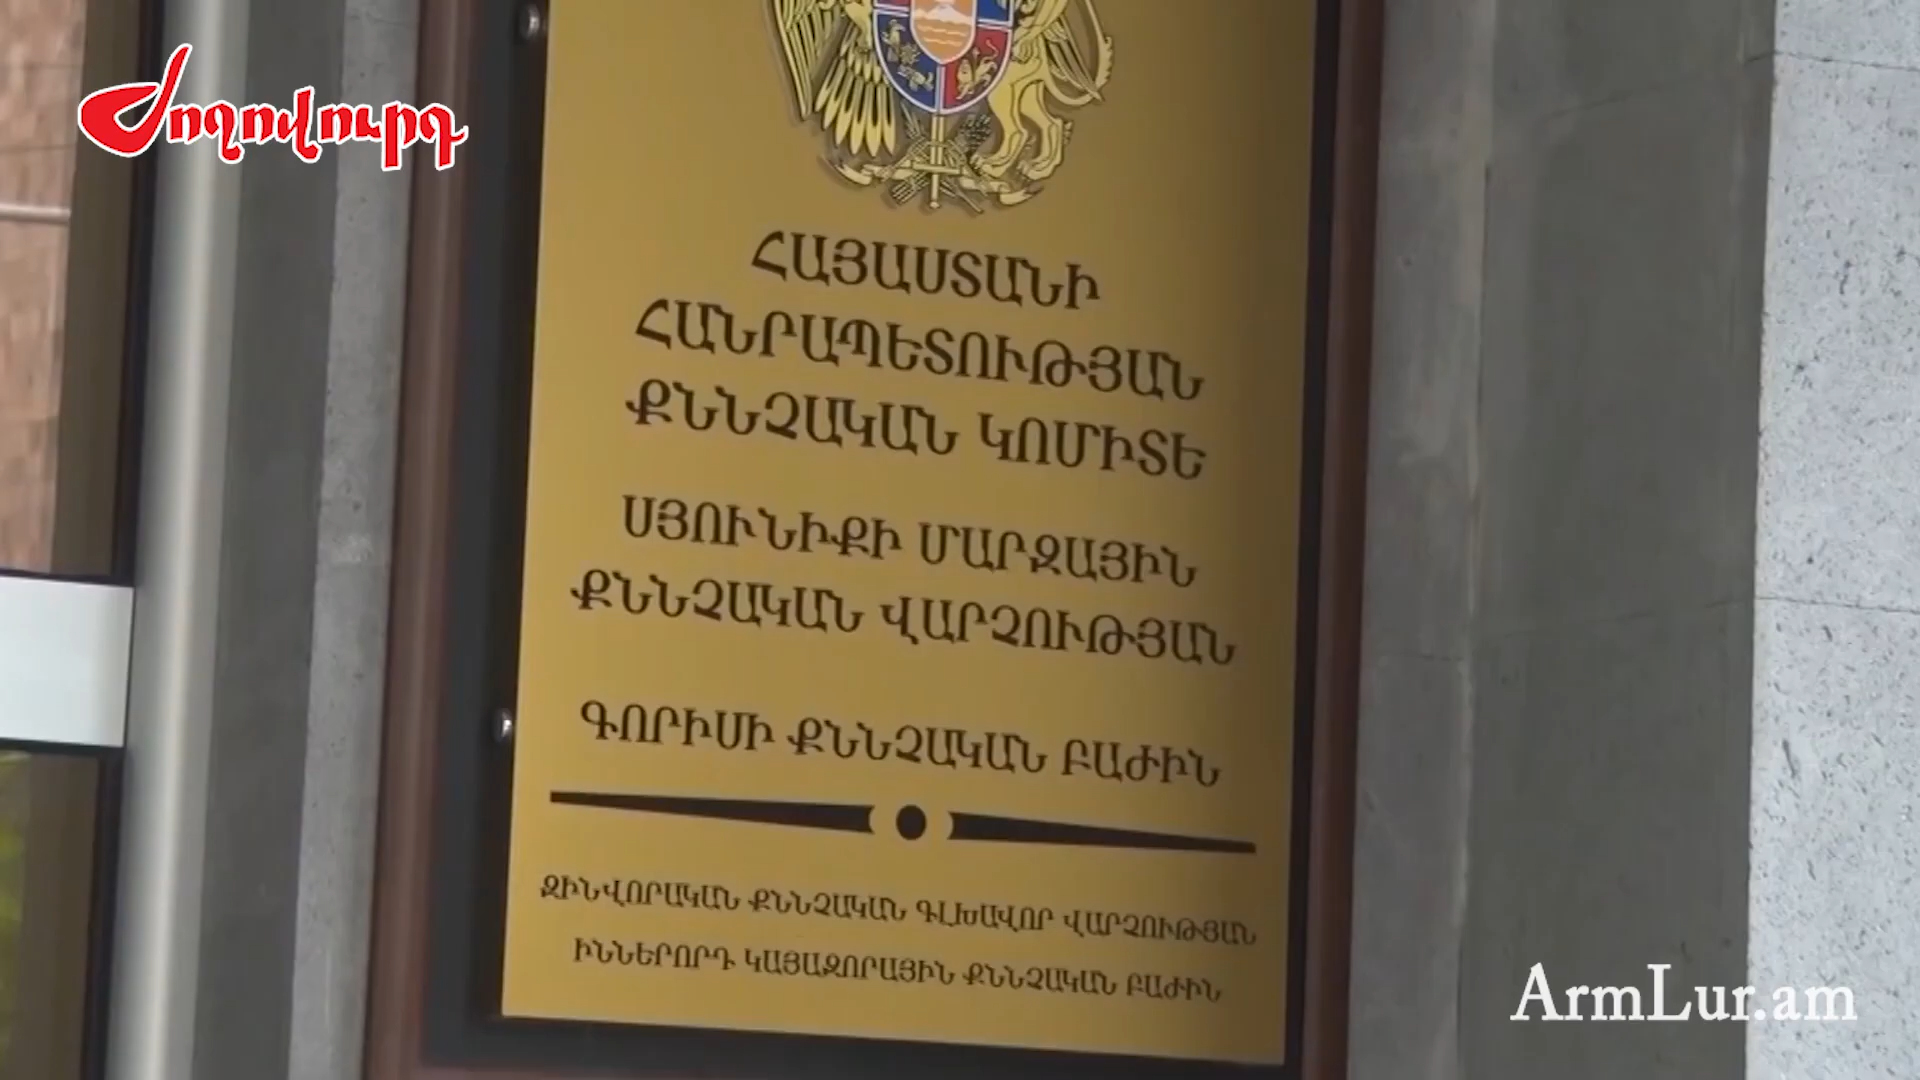 Ժողովուրդ
ՀԱՅԱՍՏԱՆԻ
ՀԱՆՐԱՊԵՏՈՒԹՅԱՆ
ՔՆՆՉԱԿԱՆ ԿՈՄԻՏԵ
ՍՅՈՒՆԻՔԻ ՄԱՐԶԱՅԻՆ
ՔՆՆՉԱԿԱՆ ՎԱՐՉՈՒԹՅԱՆ
ԳՈՐԻՍԻ ՔՆՆՉԱԿԱՆ ԲԱԺԻՆ
ԶԻՆՎՈՐԱԿԱՆ ՔՆՆՉԱԿԱՆ ԳԼԽԱՎՈՐ ՎԱՐՉՈՒԹՅԱՆ
ԻՆՆԵՐՈՐԴ ԿԱՅԱԶՈՐԱՅԻՆ ՔՆՆՉԱԿԱՆ ԲԱԺԻՆ
ArmLur.am